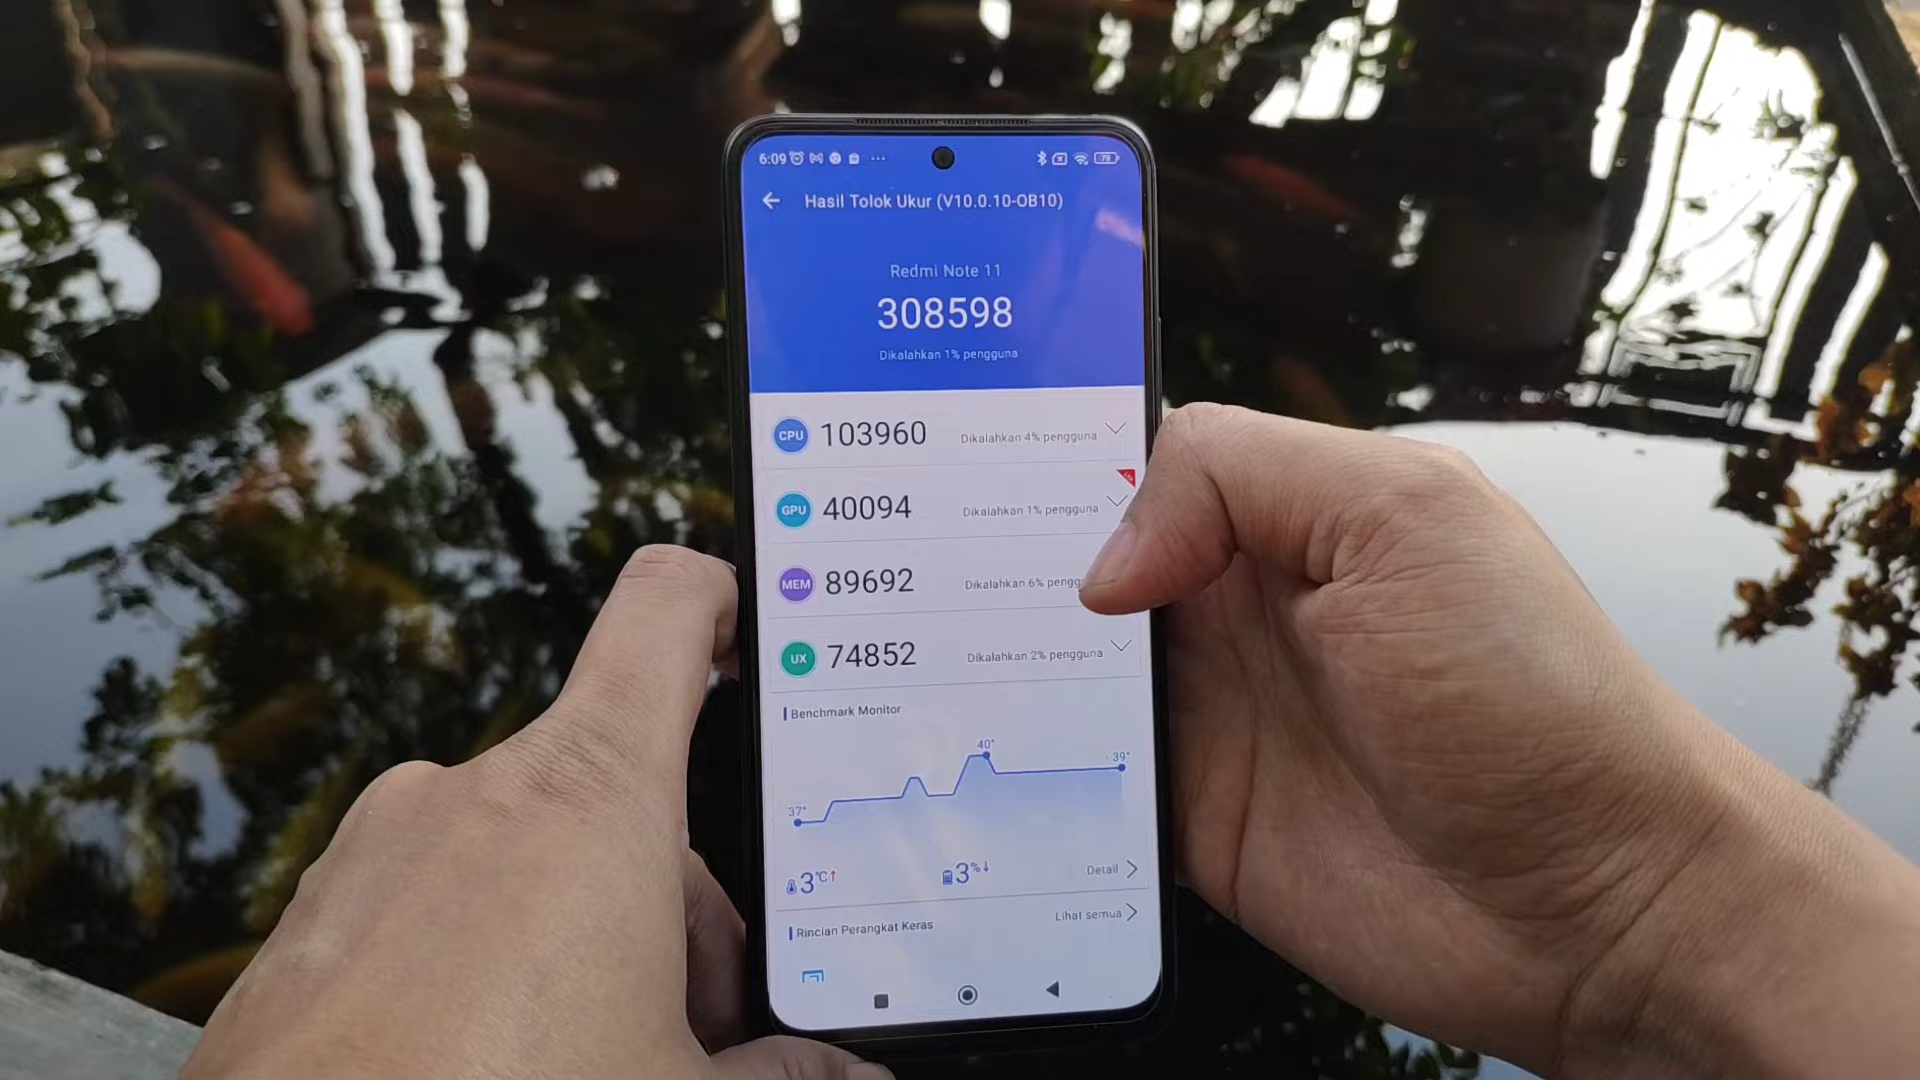 6:09
79
Hasil Tolok Ukur (V10.0.10-OB10)
Redmi Note 11
308598
Dikalahkan 1% pengguna
CPU 103960 Dikalahkan 4% pengguna
GPU 40094 Dikalahkan 1% pengguna
MEM 89692 Dikalahkan 6% pengg
UX 74852 Dikalahkan 2% pengguna
Benchmark Monitor
40°
39°
37°
3°C↑ 3%↓ Detail
Rincian Perangkat Keras Lihat semua